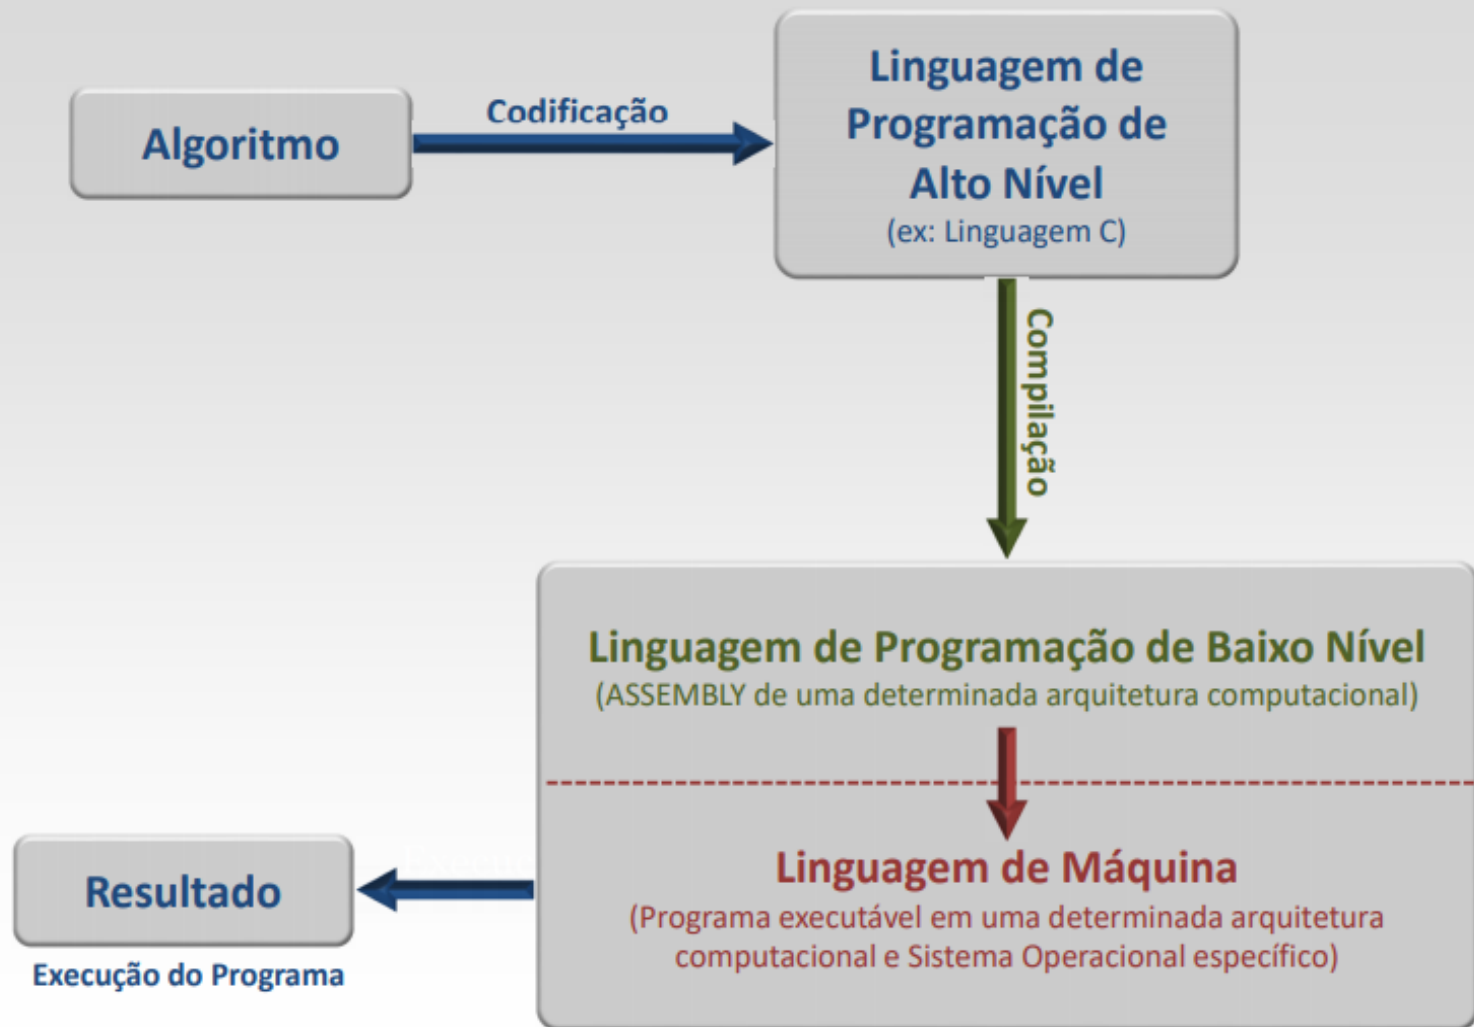 Algoritmo
Codificação
Linguagem de
Programação de
Alto Nível
(ex: Linguagem C)
Compilação
Linguagem de Programação de Baixo Nível
(ASSEMBLY de uma determinada arquitetura computacional)
Linguagem de Máquina
(Programa executável em uma determinada arquitetura
computacional e Sistema Operacional específico)
Resultado
Execução do Programa